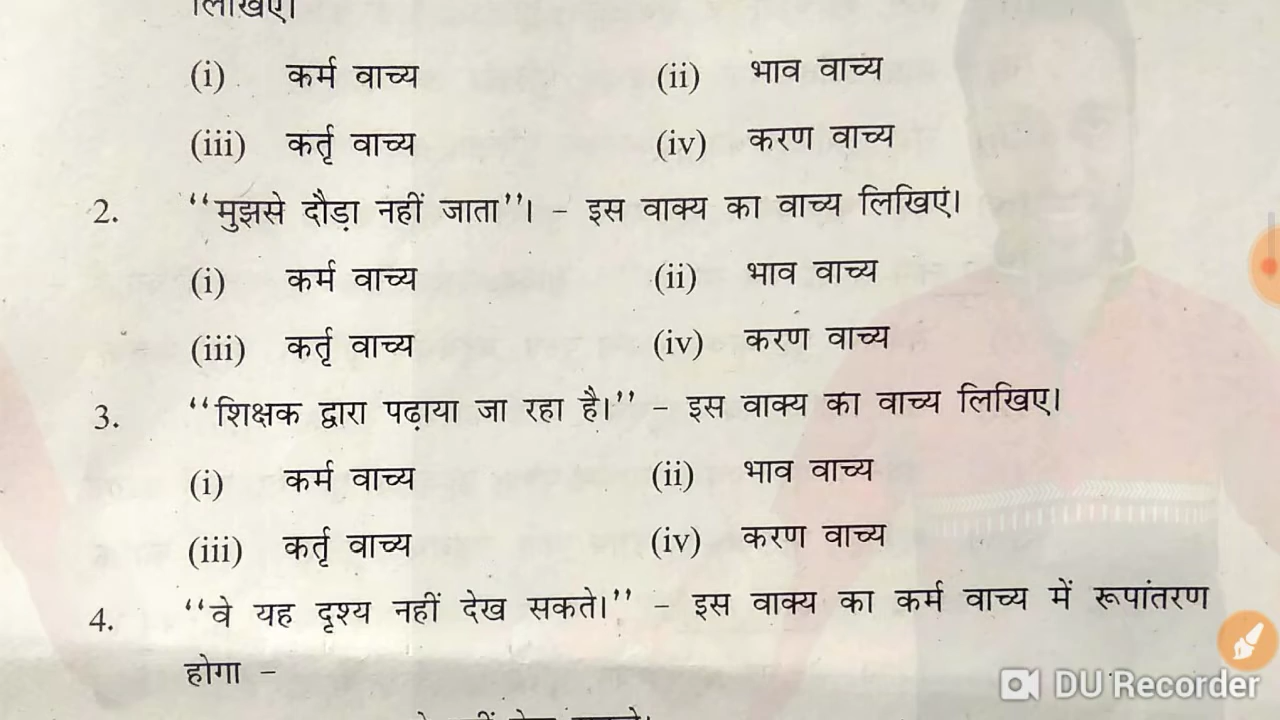 लिखिए।
(i) कर्म वाच्य (ii) भाव वाच्य
(iii) कर्तृ वाच्य (iv) करण वाच्य
2. “मुझसे दौड़ा नहीं जाता”। – इस वाक्य का वाच्य लिखिएं।
(i) कर्म वाच्य (ii) भाव वाच्य
(iii) कर्तृ वाच्य (iv) करण वाच्य
3. “शिक्षक द्वारा पढ़ाया जा रहा है।” – इस वाक्य का वाच्य लिखिए।
(i) कर्म वाच्य (ii) भाव वाच्य
(iii) कर्तृ वाच्य (iv) करण वाच्य
4. “वे यह दृश्य नहीं देख सकते।” – इस वाक्य का कर्म वाच्य में रूपांतरण
होगा –
DU Recorder